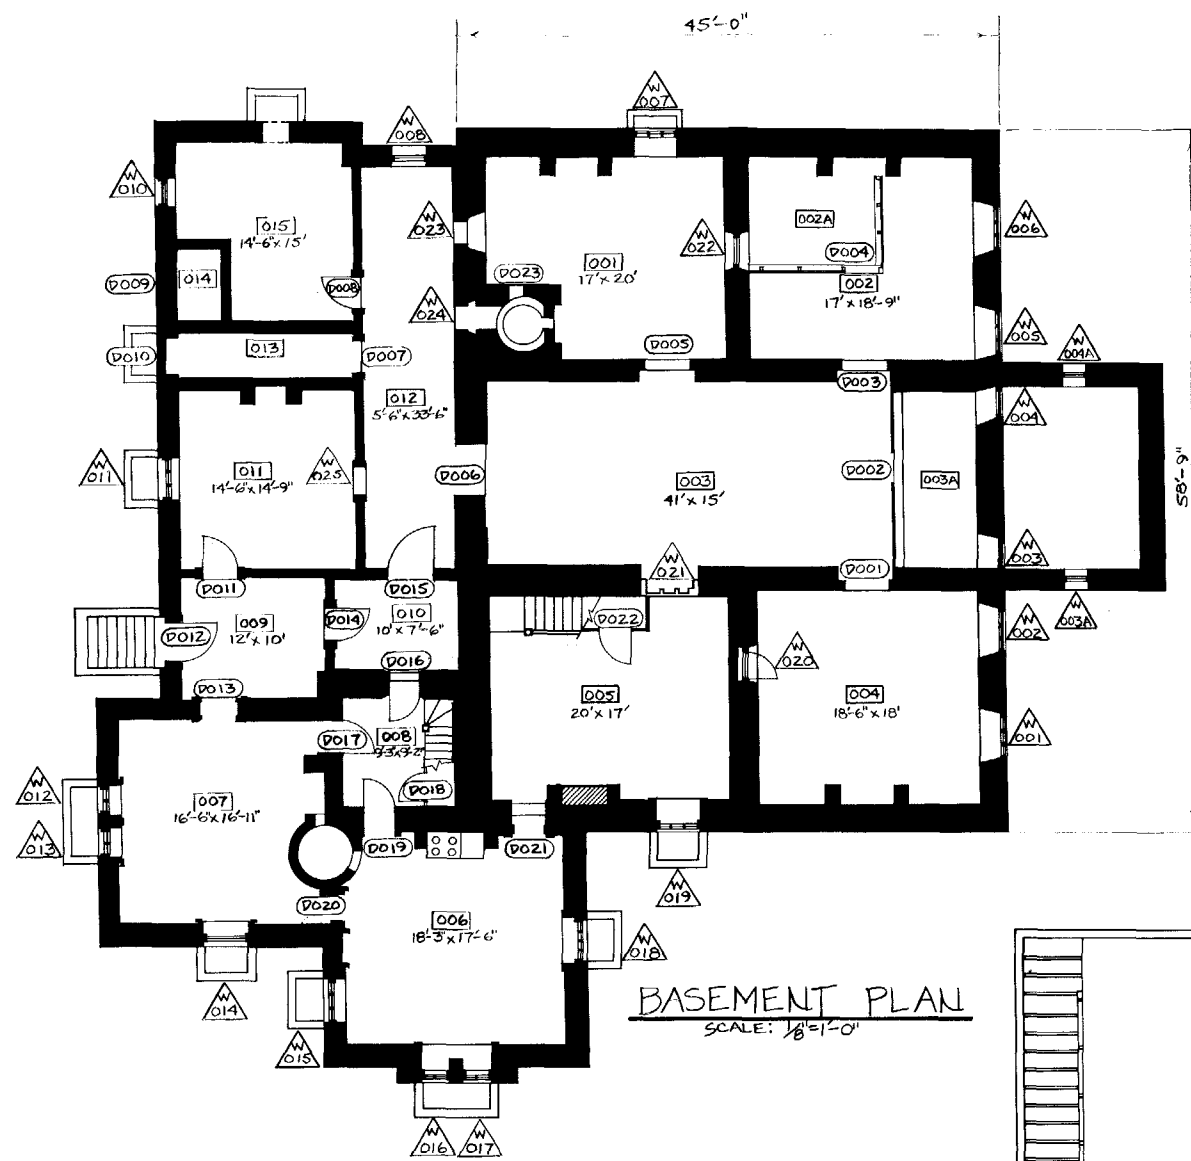 45'-0"
W
007
W
008
W
010
W
023
W
022
W
006
015
14'-6"x15'
002A
D004
001
17'x20'
D023
002
17'x18'-9"
014
D009
D008
W
024
W
005
D010
013
D007
D005
W
004A
D003
012
5'-6"x33'-6"
W
004
W
011
011
14'-6"x14'-9"
W
025
D006
003
41'x15'
D002
003A
58'-9"
W
021
D001
W
003
D011
D015
W
003A
009
12'x10'
D014
010
10'x7'-6"
D022
W
002
D012
D016
W
020
D013
005
20'x17'
004
18'-6"x18'
W
001
D017
008
D018
W
012
007
16'-6"x16'-11"
W
013
D019
D021
W
019
D020
006
18'-3"x17'-6"
W
018
W
014
W
015
W
016
W
017
BASEMENT PLAN
SCALE: 1/8"=1'-0"